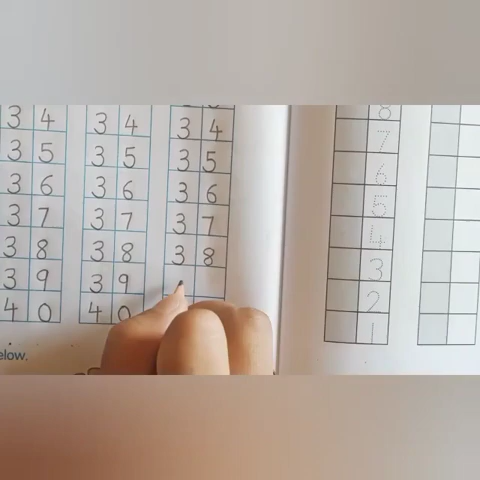 3 4 3 4 3 4
3 5 3 5 3 5
3 6 3 6 3 6
3 7 3 7 3 7
3 8 3 8 3 8
3 9 3 9
4 0 4 0
elow.
8
7
6
5
4
3
2
1